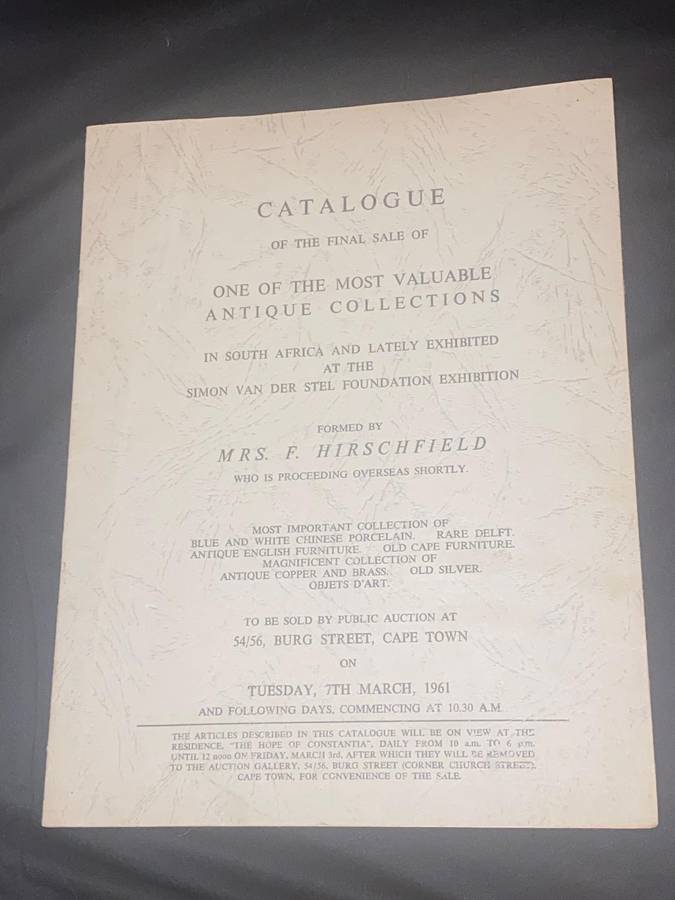 CATALOGUE
OF THE FINAL SALE OF
ONE OF THE MOST VALUABLE
ANTIQUE COLLECTIONS
IN SOUTH AFRICA AND LATELY EXHIBITED
AT THE
SIMON VAN DER STEL FOUNDATION EXHIBITION
FORMED BY
MRS. F. HIRSCHFIELD
WHO IS PROCEEDING OVERSEAS SHORTLY.
MOST IMPORTANT COLLECTION OF
BLUE AND WHITE CHINESE PORCELAIN. RARE DELFT.
ANTIQUE ENGLISH FURNITURE. OLD CAPE FURNITURE.
MAGNIFICENT COLLECTION OF
ANTIQUE COPPER AND BRASS. OLD SILVER.
OBJETS D'ART.
TO BE SOLD BY PUBLIC AUCTION AT
54/56, BURG STREET, CAPE TOWN
ON
TUESDAY, 7TH MARCH, 1961
AND FOLLOWING DAYS, COMMENCING AT 10.30 A.M.
THE ARTICLES DESCRIBED IN THIS CATALOGUE WILL BE ON VIEW AT THE
RESIDENCE, "THE HOPE OF CONSTANTIA", DAILY FROM 10 a.m. TO 6 p.m.
UNTIL 12 noon ON FRIDAY, MARCH 3rd, AFTER WHICH THEY WILL BE REMOVED
TO THE AUCTION GALLERY, 54/56, BURG STREET (CORNER CHURCH STREET),
CAPE TOWN, FOR CONVENIENCE OF THE SALE.